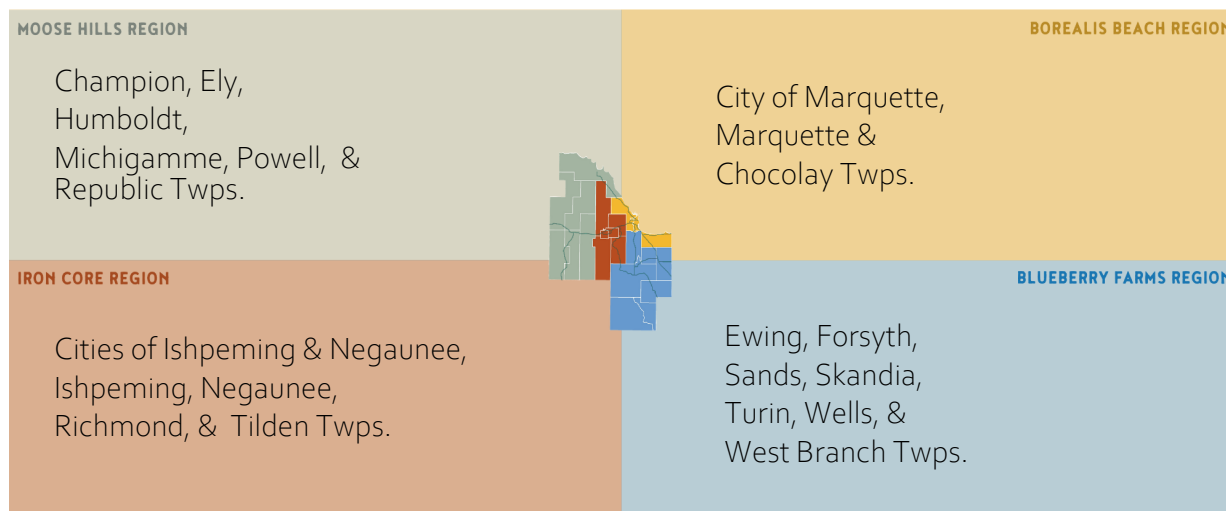 MOOSE HILLS REGION
Champion, Ely,
Humboldt,
Michigamme, Powell, &
Republic Twps.
BOREALIS BEACH REGION
City of Marquette,
Marquette &
Chocolay Twps.
IRON CORE REGION
Cities of Ishpeming & Negaunee,
Ishpeming, Negaunee,
Richmond, & Tilden Twps.
BLUEBERRY FARMS REGION
Ewing, Forsyth,
Sands, Skandia,
Turin, Wells, &
West Branch Twps.